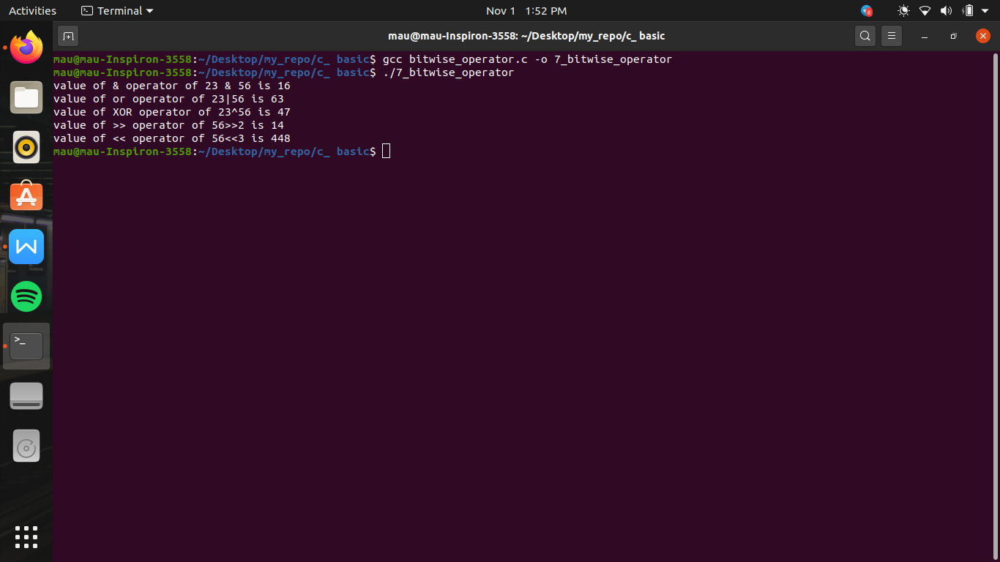 Activities Terminal Nov 1 1:52 PM
mau@mau-Inspiron-3558: ~/Desktop/my_repo/c_ basic
mau@mau-Inspiron-3558:~/Desktop/my_repo/c_ basic$ gcc bitwise_operator.c -o 7_bitwise_operator
mau@mau-Inspiron-3558:~/Desktop/my_repo/c_ basic$ ./7_bitwise_operator
value of & operator of 23 & 56 is 16
value of or operator of 23|56 is 63
value of XOR operator of 23^56 is 47
value of >> operator of 56>>2 is 14
value of << operator of 56<<3 is 448
mau@mau-Inspiron-3558:~/Desktop/my_repo/c_ basic$